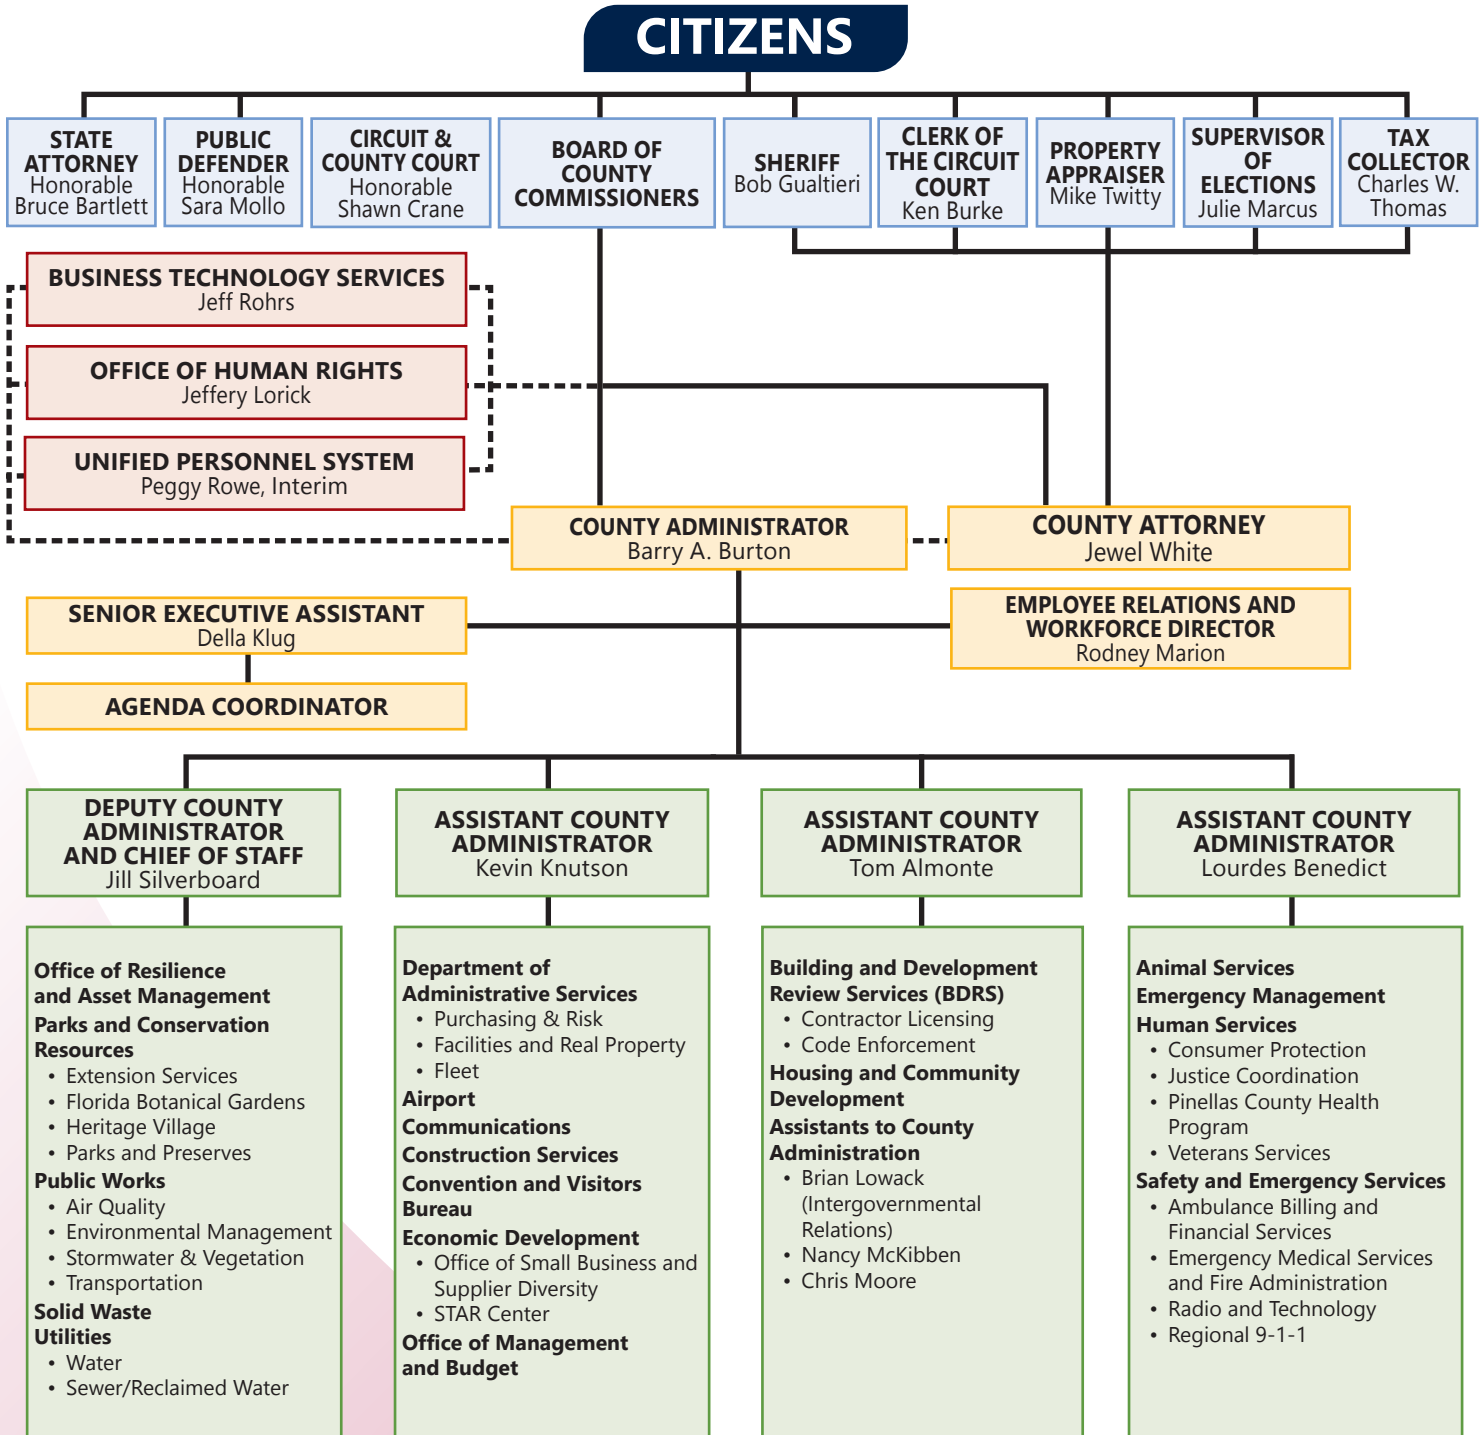 CITIZENS
STATE
ATTORNEY
Honorable
Bruce Bartlett
PUBLIC
DEFENDER
Honorable
Sara Mollo
CIRCUIT &
COUNTY COURT
Honorable
Shawn Crane
BOARD OF
COUNTY
COMMISSIONERS
SHERIFF
Bob Gualtieri
CLERK OF
THE CIRCUIT
COURT
Ken Burke
PROPERTY
APPRAISER
Mike Twitty
SUPERVISOR
OF
ELECTIONS
Julie Marcus
TAX
COLLECTOR
Charles W.
Thomas
BUSINESS TECHNOLOGY SERVICES
Jeff Rohrs
OFFICE OF HUMAN RIGHTS
Jeffery Lorick
UNIFIED PERSONNEL SYSTEM
Peggy Rowe, Interim
COUNTY ADMINISTRATOR
Barry A. Burton
COUNTY ATTORNEY
Jewel White
SENIOR EXECUTIVE ASSISTANT
Della Klug
EMPLOYEE RELATIONS AND
WORKFORCE DIRECTOR
Rodney Marion
AGENDA COORDINATOR
DEPUTY COUNTY
ADMINISTRATOR
AND CHIEF OF STAFF
Jill Silverboard
ASSISTANT COUNTY
ADMINISTRATOR
Kevin Knutson
ASSISTANT COUNTY
ADMINISTRATOR
Tom Almonte
ASSISTANT COUNTY
ADMINISTRATOR
Lourdes Benedict
Office of Resilience
and Asset Management
Parks and Conservation
Resources
• Extension Services
• Florida Botanical Gardens
• Heritage Village
• Parks and Preserves
Public Works
• Air Quality
• Environmental Management
• Stormwater & Vegetation
• Transportation
Solid Waste
Utilities
• Water
• Sewer/Reclaimed Water
Department of
Administrative Services
• Purchasing & Risk
• Facilities and Real Property
• Fleet
Airport
Communications
Construction Services
Convention and Visitors
Bureau
Economic Development
• Office of Small Business and
Supplier Diversity
• STAR Center
Office of Management
and Budget
Building and Development
Review Services (BDRS)
• Contractor Licensing
• Code Enforcement
Housing and Community
Development
Assistants to County
Administration
• Brian Lowack
(Intergovernmental
Relations)
• Nancy McKibben
• Chris Moore
Animal Services
Emergency Management
Human Services
• Consumer Protection
• Justice Coordination
• Pinellas County Health
Program
• Veterans Services
Safety and Emergency Services
• Ambulance Billing and
Financial Services
• Emergency Medical Services
and Fire Administration
• Radio and Technology
• Regional 9-1-1